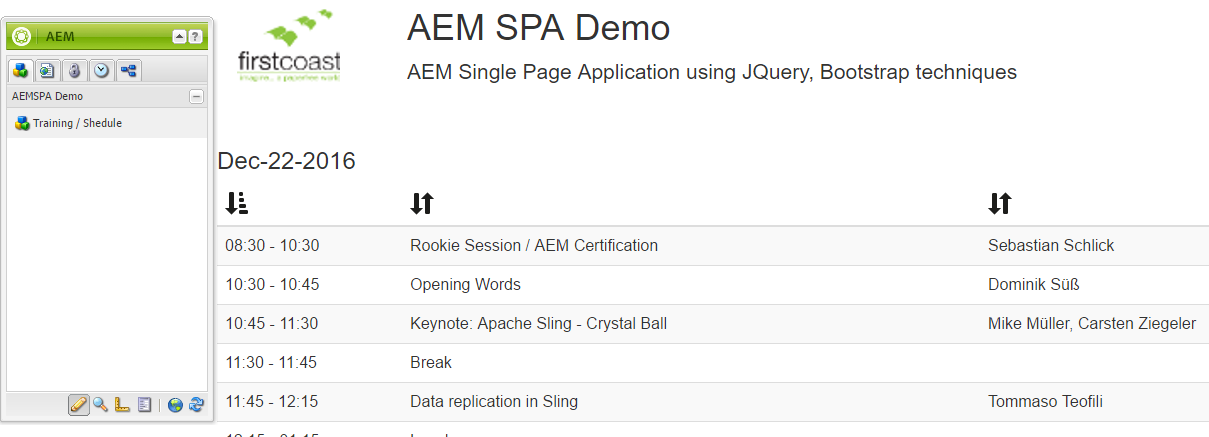 AEM
?
AEMSPA Demo
Training / Shedule
firstcoast
AEM SPA Demo
AEM Single Page Application using JQuery, Bootstrap techniques
Dec-22-2016
08:30 - 10:30 Rookie Session / AEM Certification Sebastian Schlick
10:30 - 10:45 Opening Words Dominik Süß
10:45 - 11:30 Keynote: Apache Sling - Crystal Ball Mike Müller, Carsten Ziegeler
11:30 - 11:45 Break
11:45 - 12:15 Data replication in Sling Tommaso Teofili